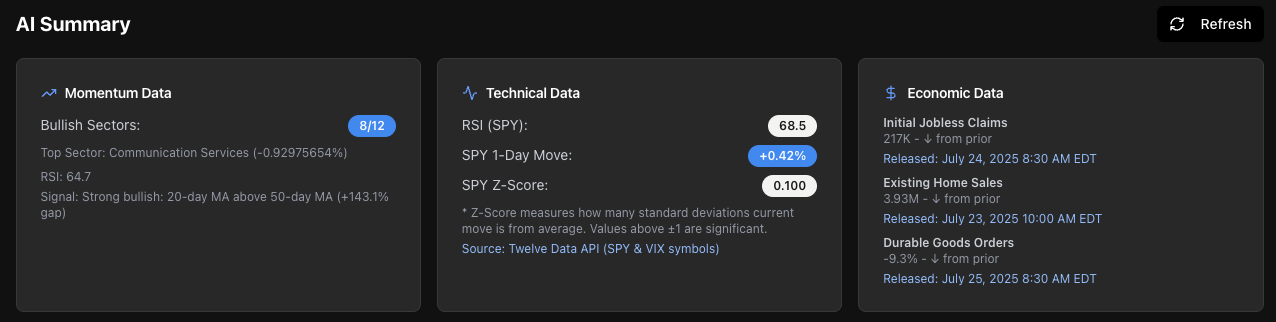 AI Summary
Refresh
Momentum Data
Bullish Sectors:
8/12
Top Sector: Communication Services (-0.92975654%)
RSI: 64.7
Signal: Strong bullish: 20-day MA above 50-day MA (+143.1%
gap)
Technical Data
RSI (SPY):
68.5
SPY 1-Day Move:
+0.42%
SPY Z-Score:
0.100
* Z-Score measures how many standard deviations current
move is from average. Values above ±1 are significant.
Source: Twelve Data API (SPY & VIX symbols)
Economic Data
Initial Jobless Claims
217K - ↓ from prior
Released: July 24, 2025 8:30 AM EDT
Existing Home Sales
3.93M - ↓ from prior
Released: July 23, 2025 10:00 AM EDT
Durable Goods Orders
-9.3% - ↓ from prior
Released: July 25, 2025 8:30 AM EDT